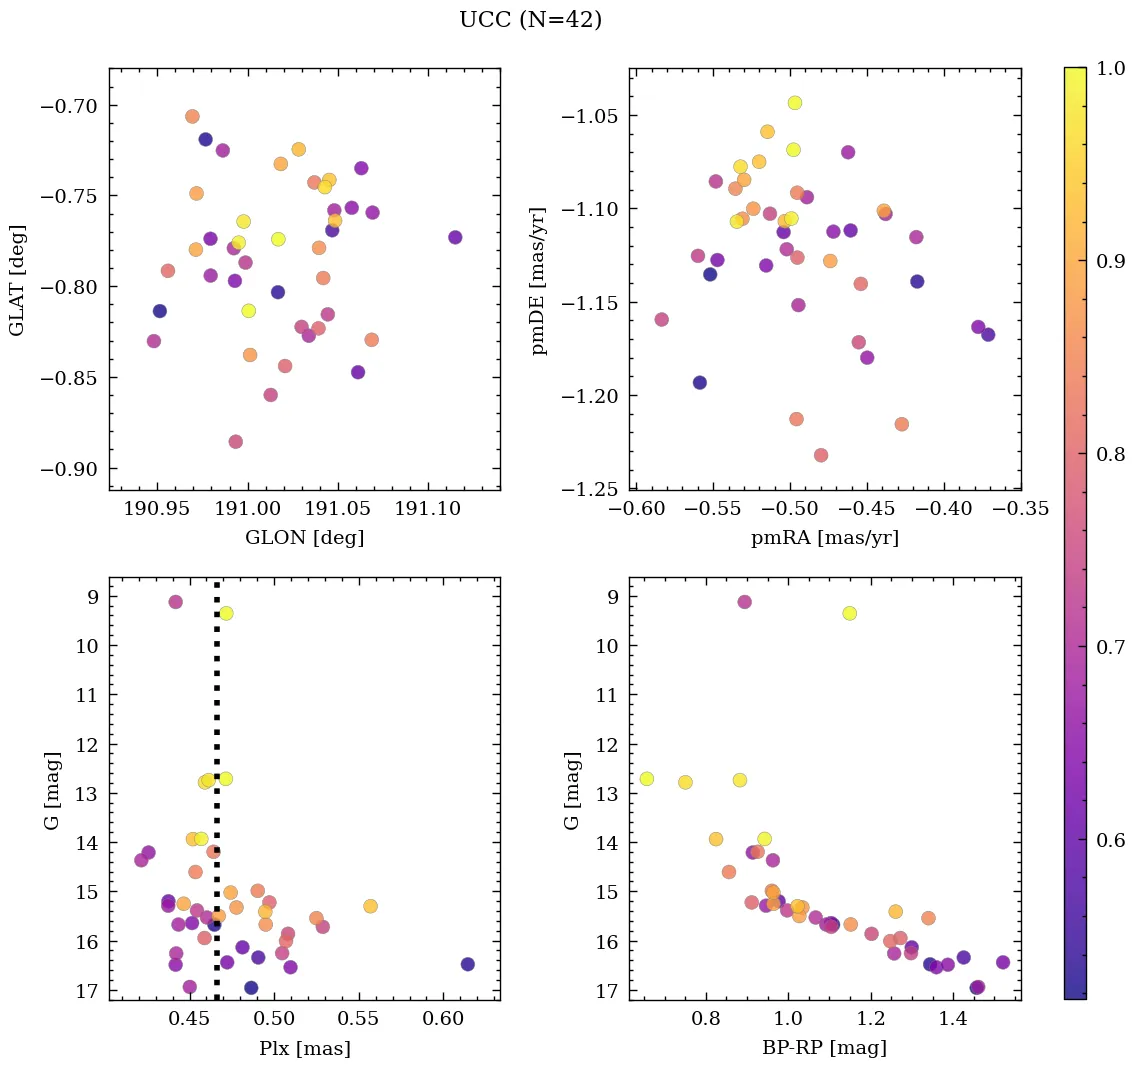 UCC (N=42)
−0.70
−0.75
−0.80
−0.85
−0.90
GLAT [deg]
190.95 191.00 191.05 191.10
GLON [deg]
−1.05
−1.10
−1.15
−1.20
−1.25
pmDE [mas/yr]
−0.60 −0.55 −0.50 −0.45 −0.40 −0.35
pmRA [mas/yr]
1.0
0.9
0.8
0.7
0.6
9
10
11
12
13
14
15
16
17
G [mag]
0.45 0.50 0.55 0.60
Plx [mas]
9
10
11
12
13
14
15
16
17
G [mag]
0.8 1.0 1.2 1.4
BP-RP [mag]